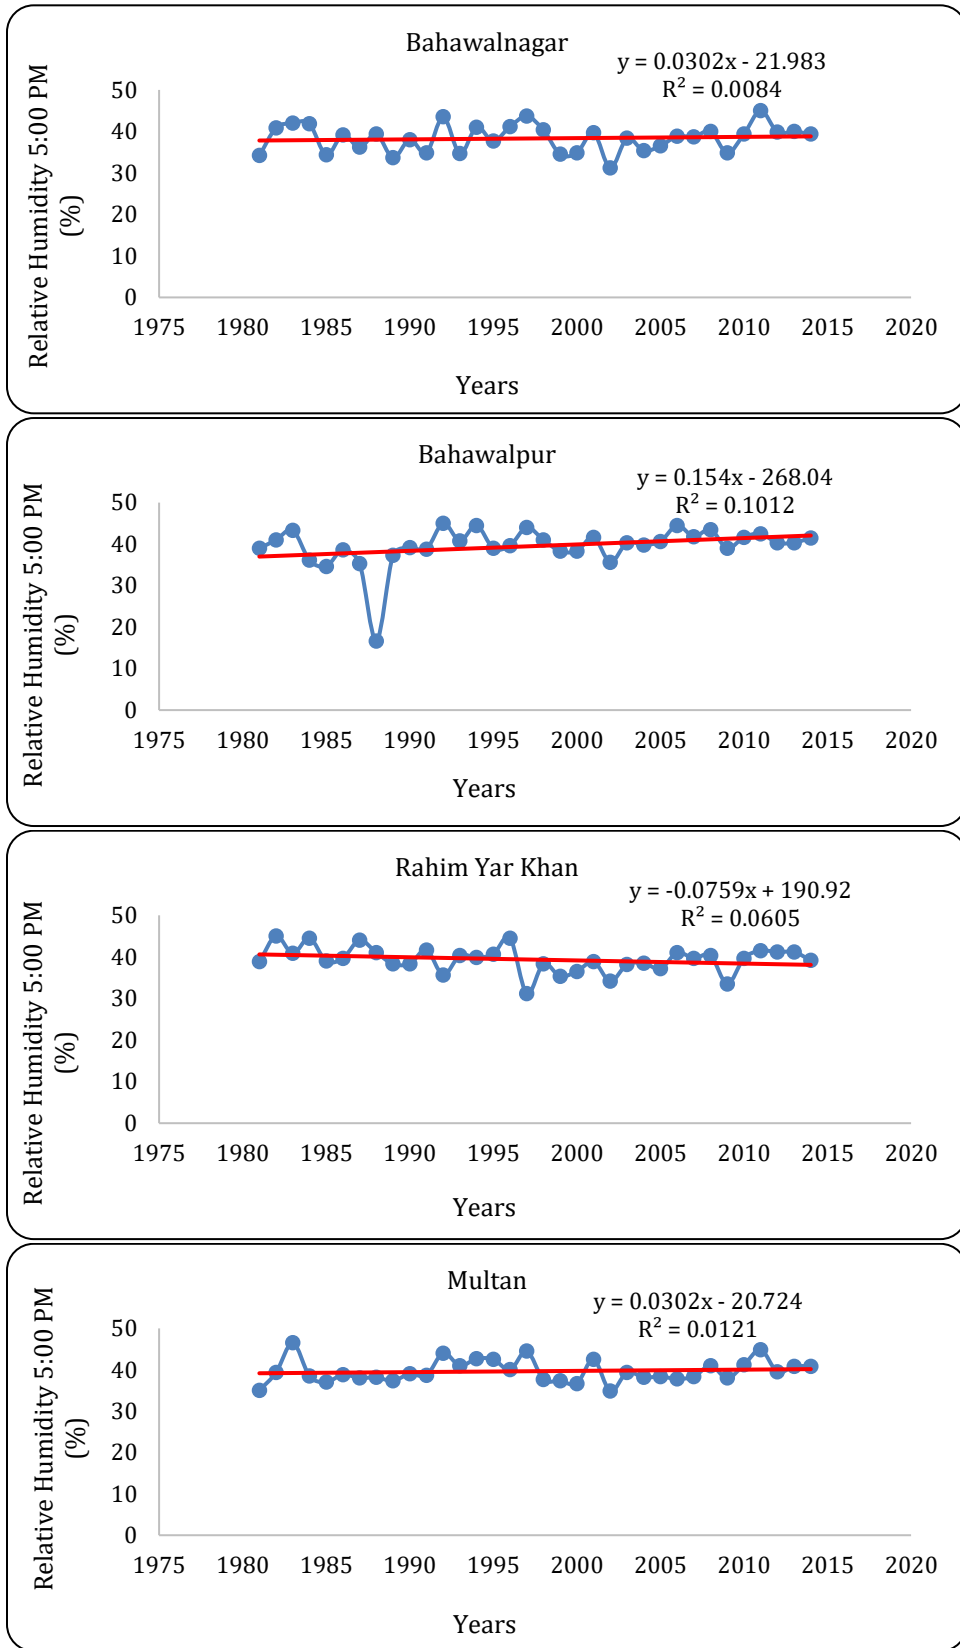 Bahawalnagar
y = 0.0302x - 21.983
R² = 0.0084
Relative Humidity 5:00 PM
(%)
50
40
30
20
10
0
1975 1980 1985 1990 1995 2000 2005 2010 2015 2020
Years
Bahawalpur
y = 0.154x - 268.04
R² = 0.1012
Relative Humidity 5:00 PM
(%)
50
40
30
20
10
0
1975 1980 1985 1990 1995 2000 2005 2010 2015 2020
Years
Rahim Yar Khan
y = -0.0759x + 190.92
R² = 0.0605
Relative Humidity 5:00 PM
(%)
50
40
30
20
10
0
1975 1980 1985 1990 1995 2000 2005 2010 2015 2020
Years
Multan
y = 0.0302x - 20.724
R² = 0.0121
Relative Humidity 5:00 PM
(%)
50
40
30
20
10
0
1975 1980 1985 1990 1995 2000 2005 2010 2015 2020
Years